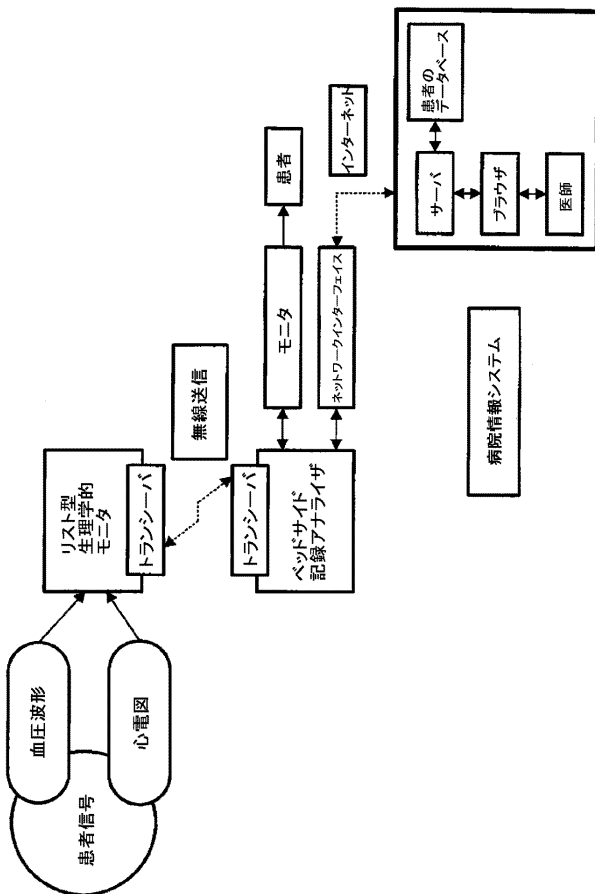 患者信号
血圧波形
心電図
リスト型
生理学的
モニタ
トランシーバ
無線送信
トランシーバ
ベッドサイド
記録アナライザ
モニタ
患者
ネットワークインターフェイス
インターネット
サーバ
患者の
データベース
ブラウザ
医師
病院情報システム